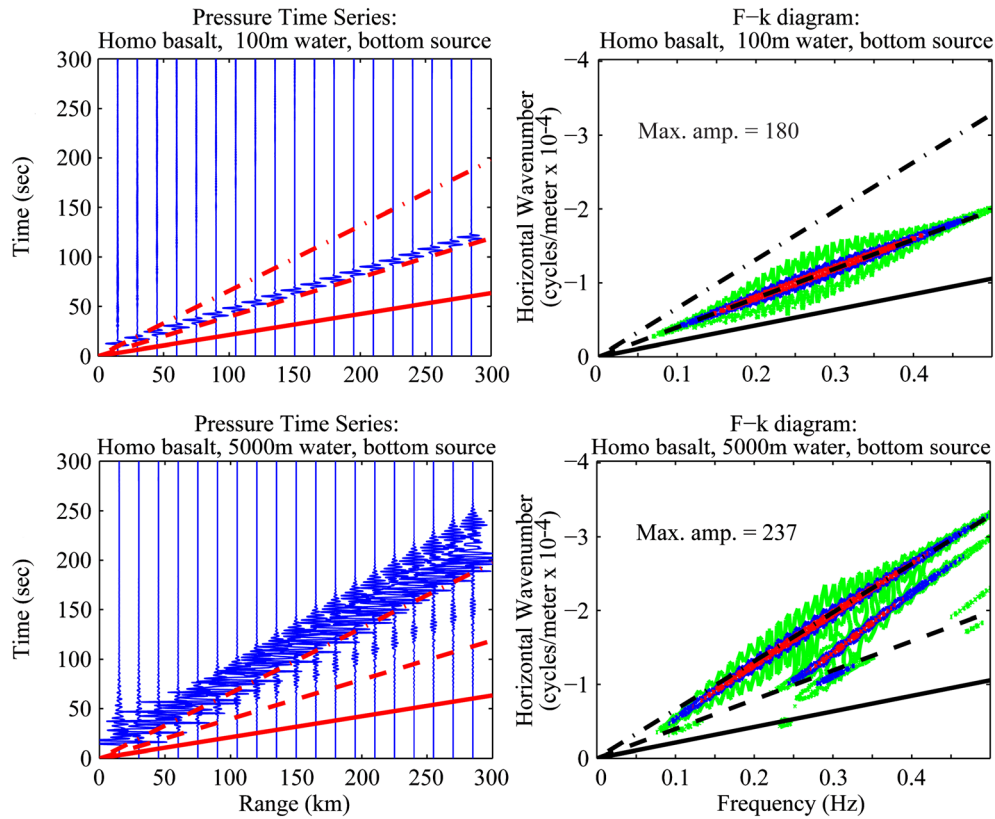 Pressure Time Series:
Homo basalt,  100m water, bottom source
300
250
200
150
100
50
0
Time (sec)
0
50
100
150
200
250
300
F−k diagram:
Homo basalt,  100m water, bottom source
−4
−3
−2
−1
0
Horizontal Wavenumber
(cycles/meter x 10-4)
Max. amp. = 180
0
0.1
0.2
0.3
0.4
Pressure Time Series:
Homo basalt, 5000m water, bottom source
300
250
200
150
100
50
0
Time (sec)
0
50
100
150
200
250
300
Range (km)
F−k diagram:
Homo basalt, 5000m water, bottom source
−4
−3
−2
−1
0
Horizontal Wavenumber
(cycles/meter x 10-4)
Max. amp. = 237
0
0.1
0.2
0.3
0.4
Frequency (Hz)